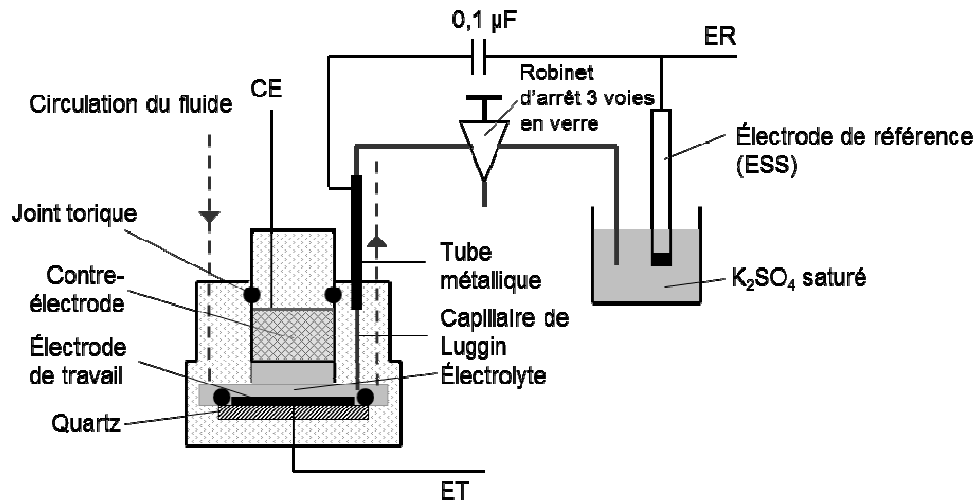 0,1 µF
ER
Robinet
d'arrêt 3 voies
en verre
CE
Circulation du fluide
Électrode de référence
(ESS)
Joint torique
Contre-
électrode
Tube
métallique
K₂SO₄ saturé
Électrode
de travail
Capillaire de
Luggin
Électrolyte
Quartz
ET